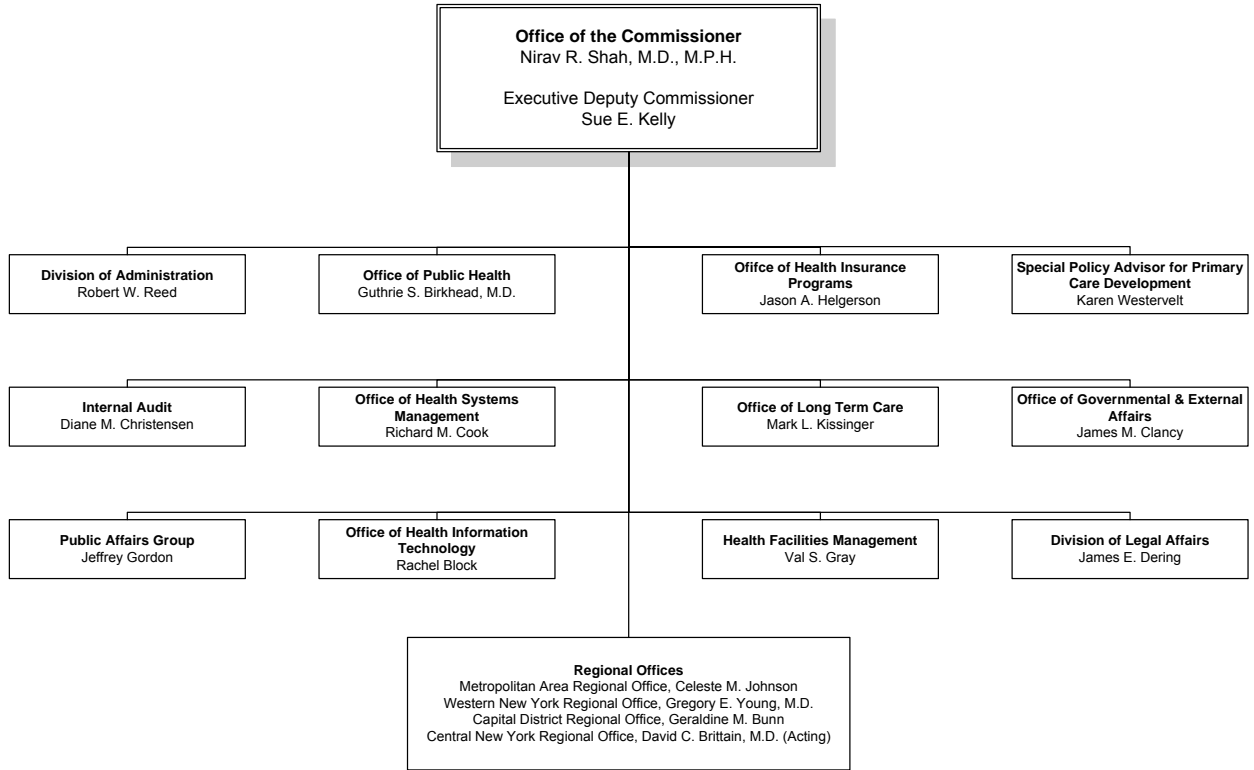 Office of the Commissioner
Nirav R. Shah, M.D., M.P.H.
Executive Deputy Commissioner
Sue E. Kelly
Division of Administration
Robert W. Reed
Office of Public Health
Guthrie S. Birkhead, M.D.
Ofifce of Health Insurance
Programs
Jason A. Helgerson
Special Policy Advisor for Primary
Care Development
Karen Westervelt
Internal Audit
Diane M. Christensen
Office of Health Systems
Management
Richard M. Cook
Office of Long Term Care
Mark L. Kissinger
Office of Governmental & External
Affairs
James M. Clancy
Public Affairs Group
Jeffrey Gordon
Office of Health Information
Technology
Rachel Block
Health Facilities Management
Val S. Gray
Division of Legal Affairs
James E. Dering
Regional Offices
Metropolitan Area Regional Office, Celeste M. Johnson
Western New York Regional Office, Gregory E. Young, M.D.
Capital District Regional Office, Geraldine M. Bunn
Central New York Regional Office, David C. Brittain, M.D. (Acting)